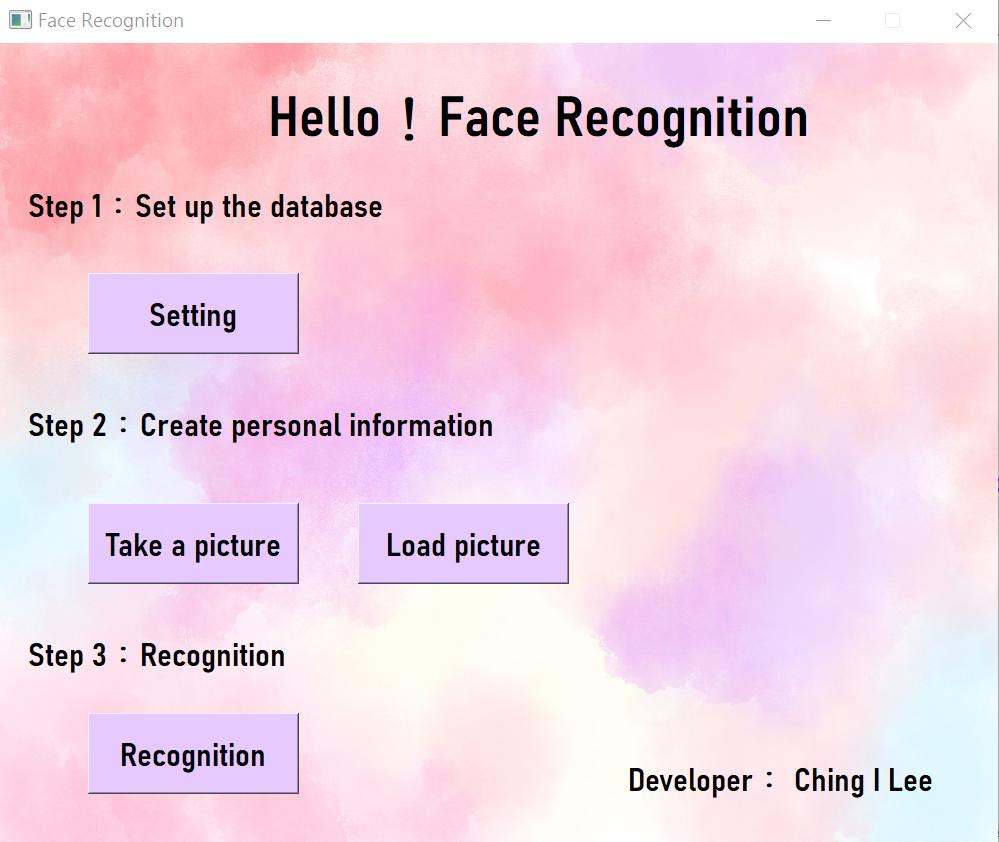 Face Recognition
Hello！Face Recognition
Step 1：Set up the database
Setting
Step 2：Create personal information
Take a picture
Load picture
Step 3：Recognition
Recognition
Developer： Ching I Lee